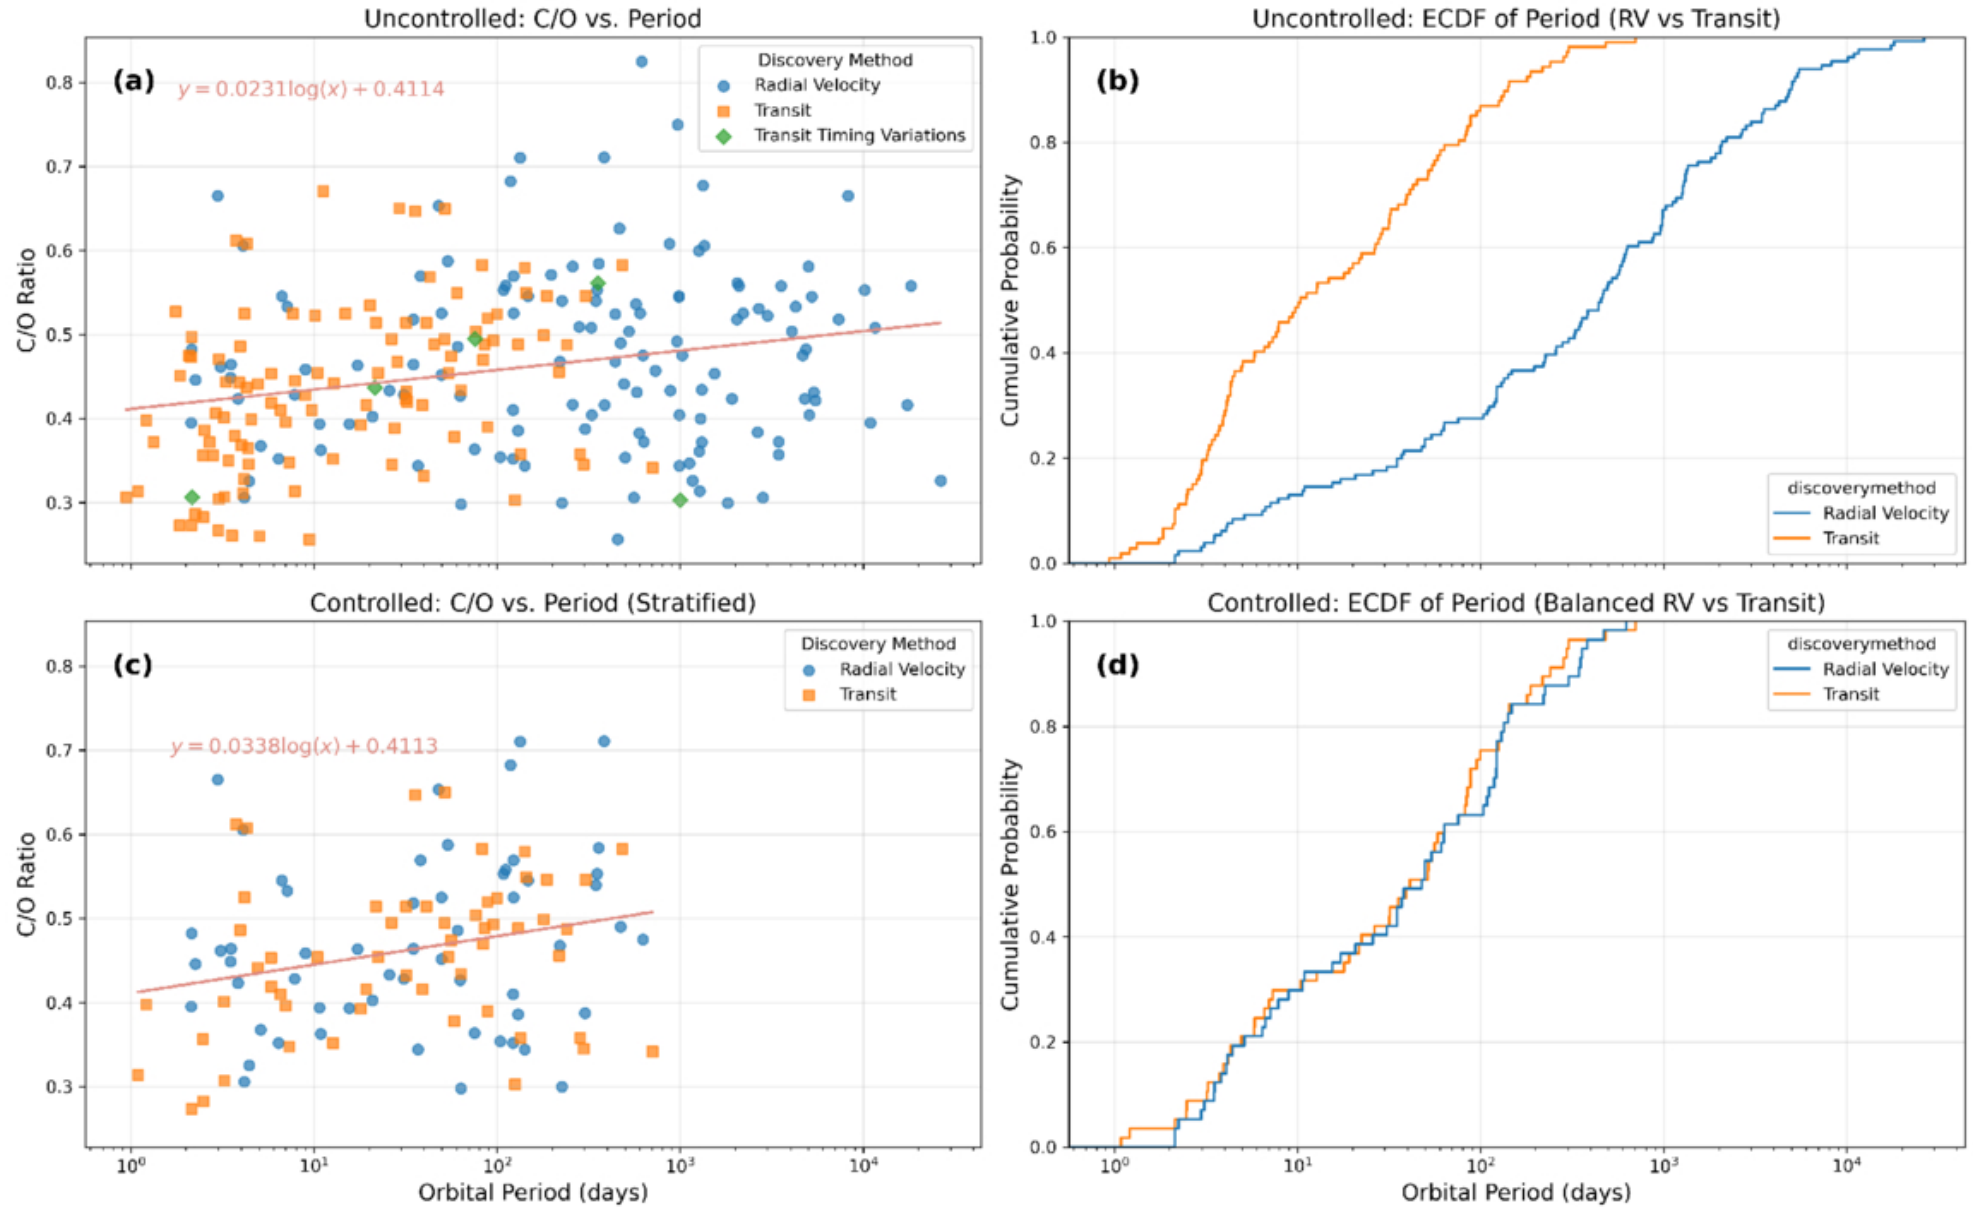 Uncontrolled: C/O vs. Period
(a)
y = 0.0231log(x) + 0.4114
Discovery Method
Radial Velocity
Transit
Transit Timing Variations
C/O Ratio
0.8
0.7
0.6
0.5
0.4
0.3
Uncontrolled: ECDF of Period (RV vs Transit)
(b)
Cumulative Probability
1.0
0.8
0.6
0.4
0.2
0.0
discoverymethod
Radial Velocity
Transit
Controlled: C/O vs. Period (Stratified)
(c)
y = 0.0338log(x) + 0.4113
Discovery Method
Radial Velocity
Transit
C/O Ratio
0.8
0.7
0.6
0.5
0.4
0.3
10⁰ 10¹ 10² 10³ 10⁴
Orbital Period (days)
Controlled: ECDF of Period (Balanced RV vs Transit)
(d)
discoverymethod
Radial Velocity
Transit
Cumulative Probability
1.0
0.8
0.6
0.4
0.2
0.0
10⁰ 10¹ 10² 10³ 10⁴
Orbital Period (days)